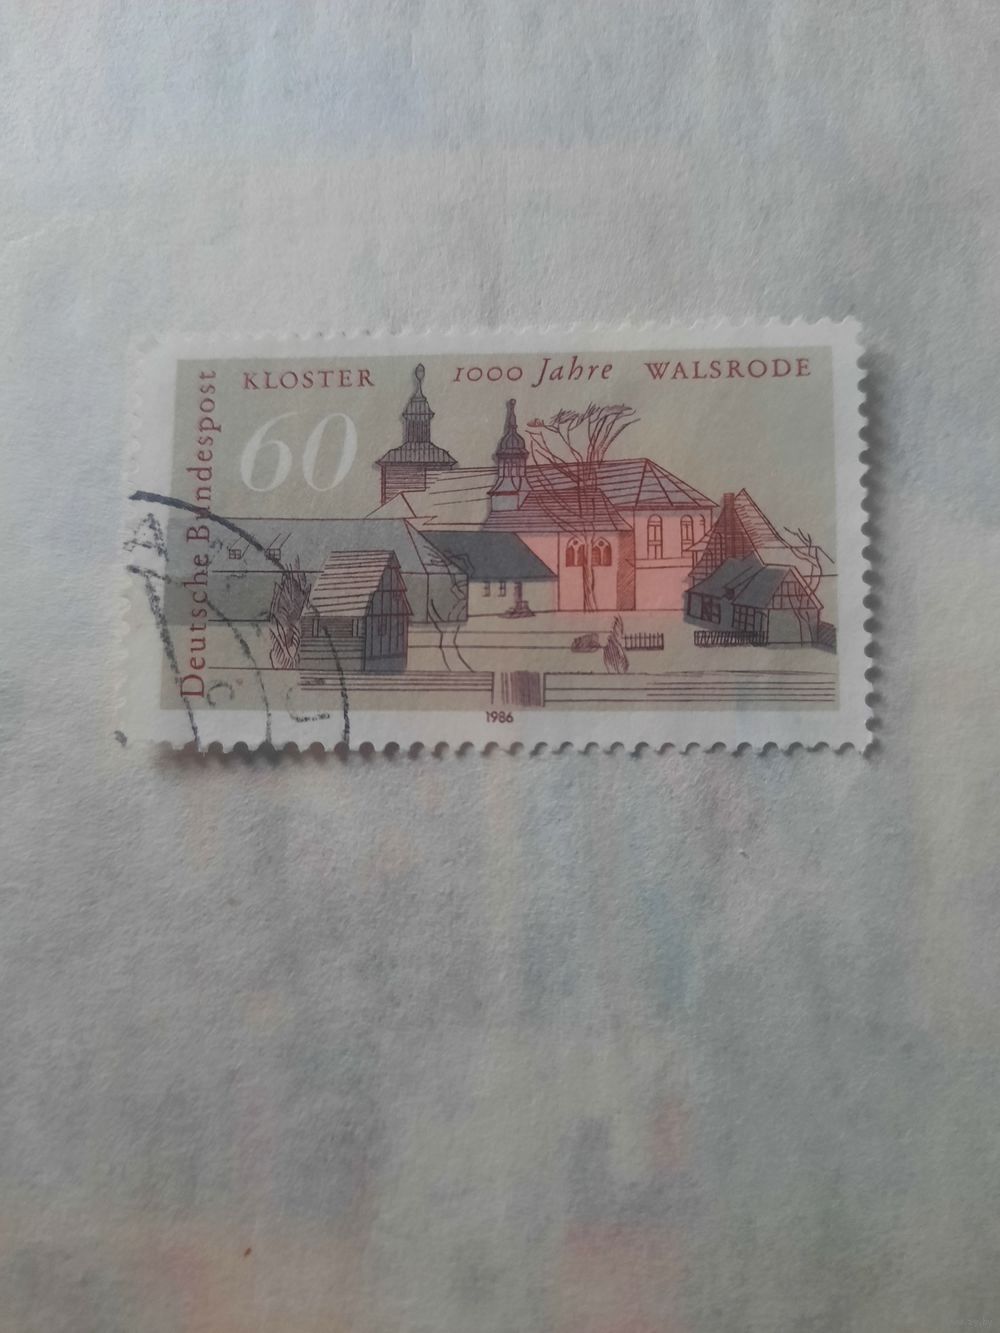 KLOSTER 1000 Jahre WALSRODE
60
Deutsche Bundespost
1986